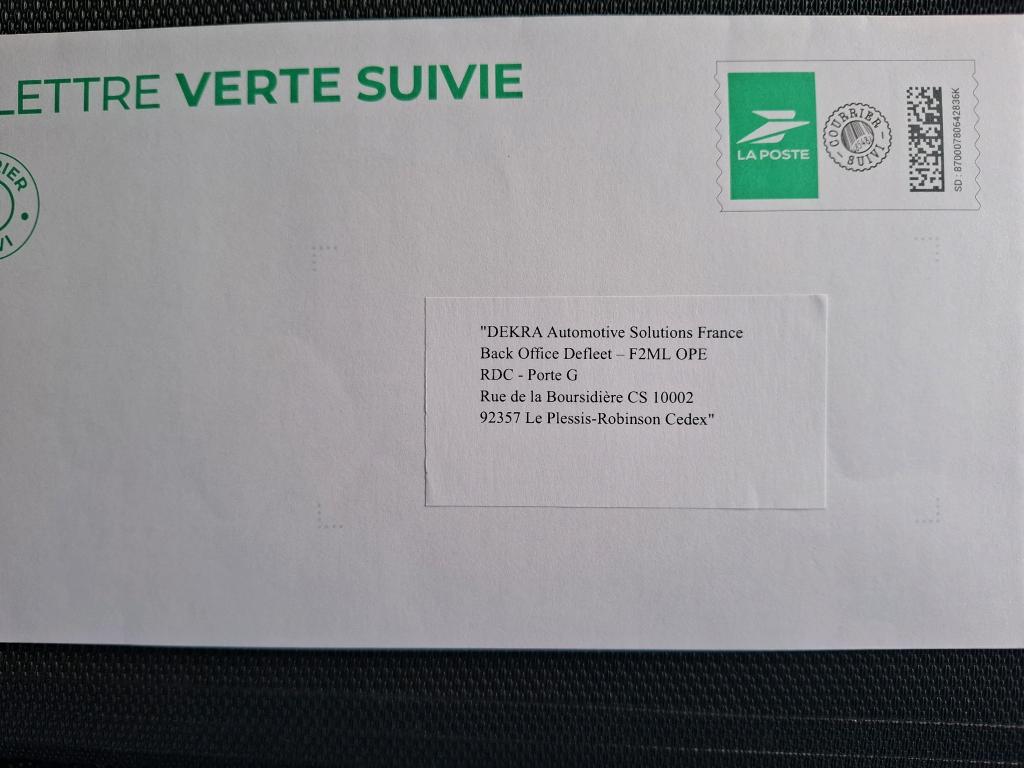 LETTRE VERTE SUIVIE
LA POSTE
COURRIER
SUIVI
SD : 87000780642836K
"DEKRA Automotive Solutions France
Back Office Defleet – F2ML OPE
RDC - Porte G
Rue de la Boursidière CS 10002
92357 Le Plessis-Robinson Cedex"